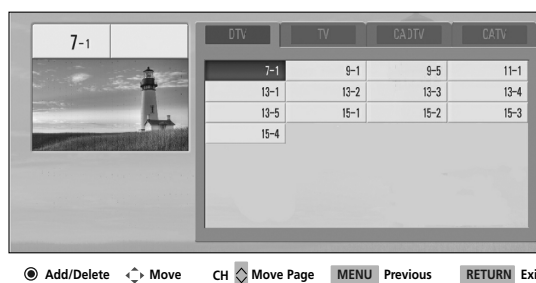 7-1
DTV TV CADTV CATV
7-1 9-1 9-5 11-1
13-1 13-2 13-3 13-4
13-5 15-1 15-2 15-3
15-4
Add/Delete Move CH Move Page MENU Previous RETURN Exi